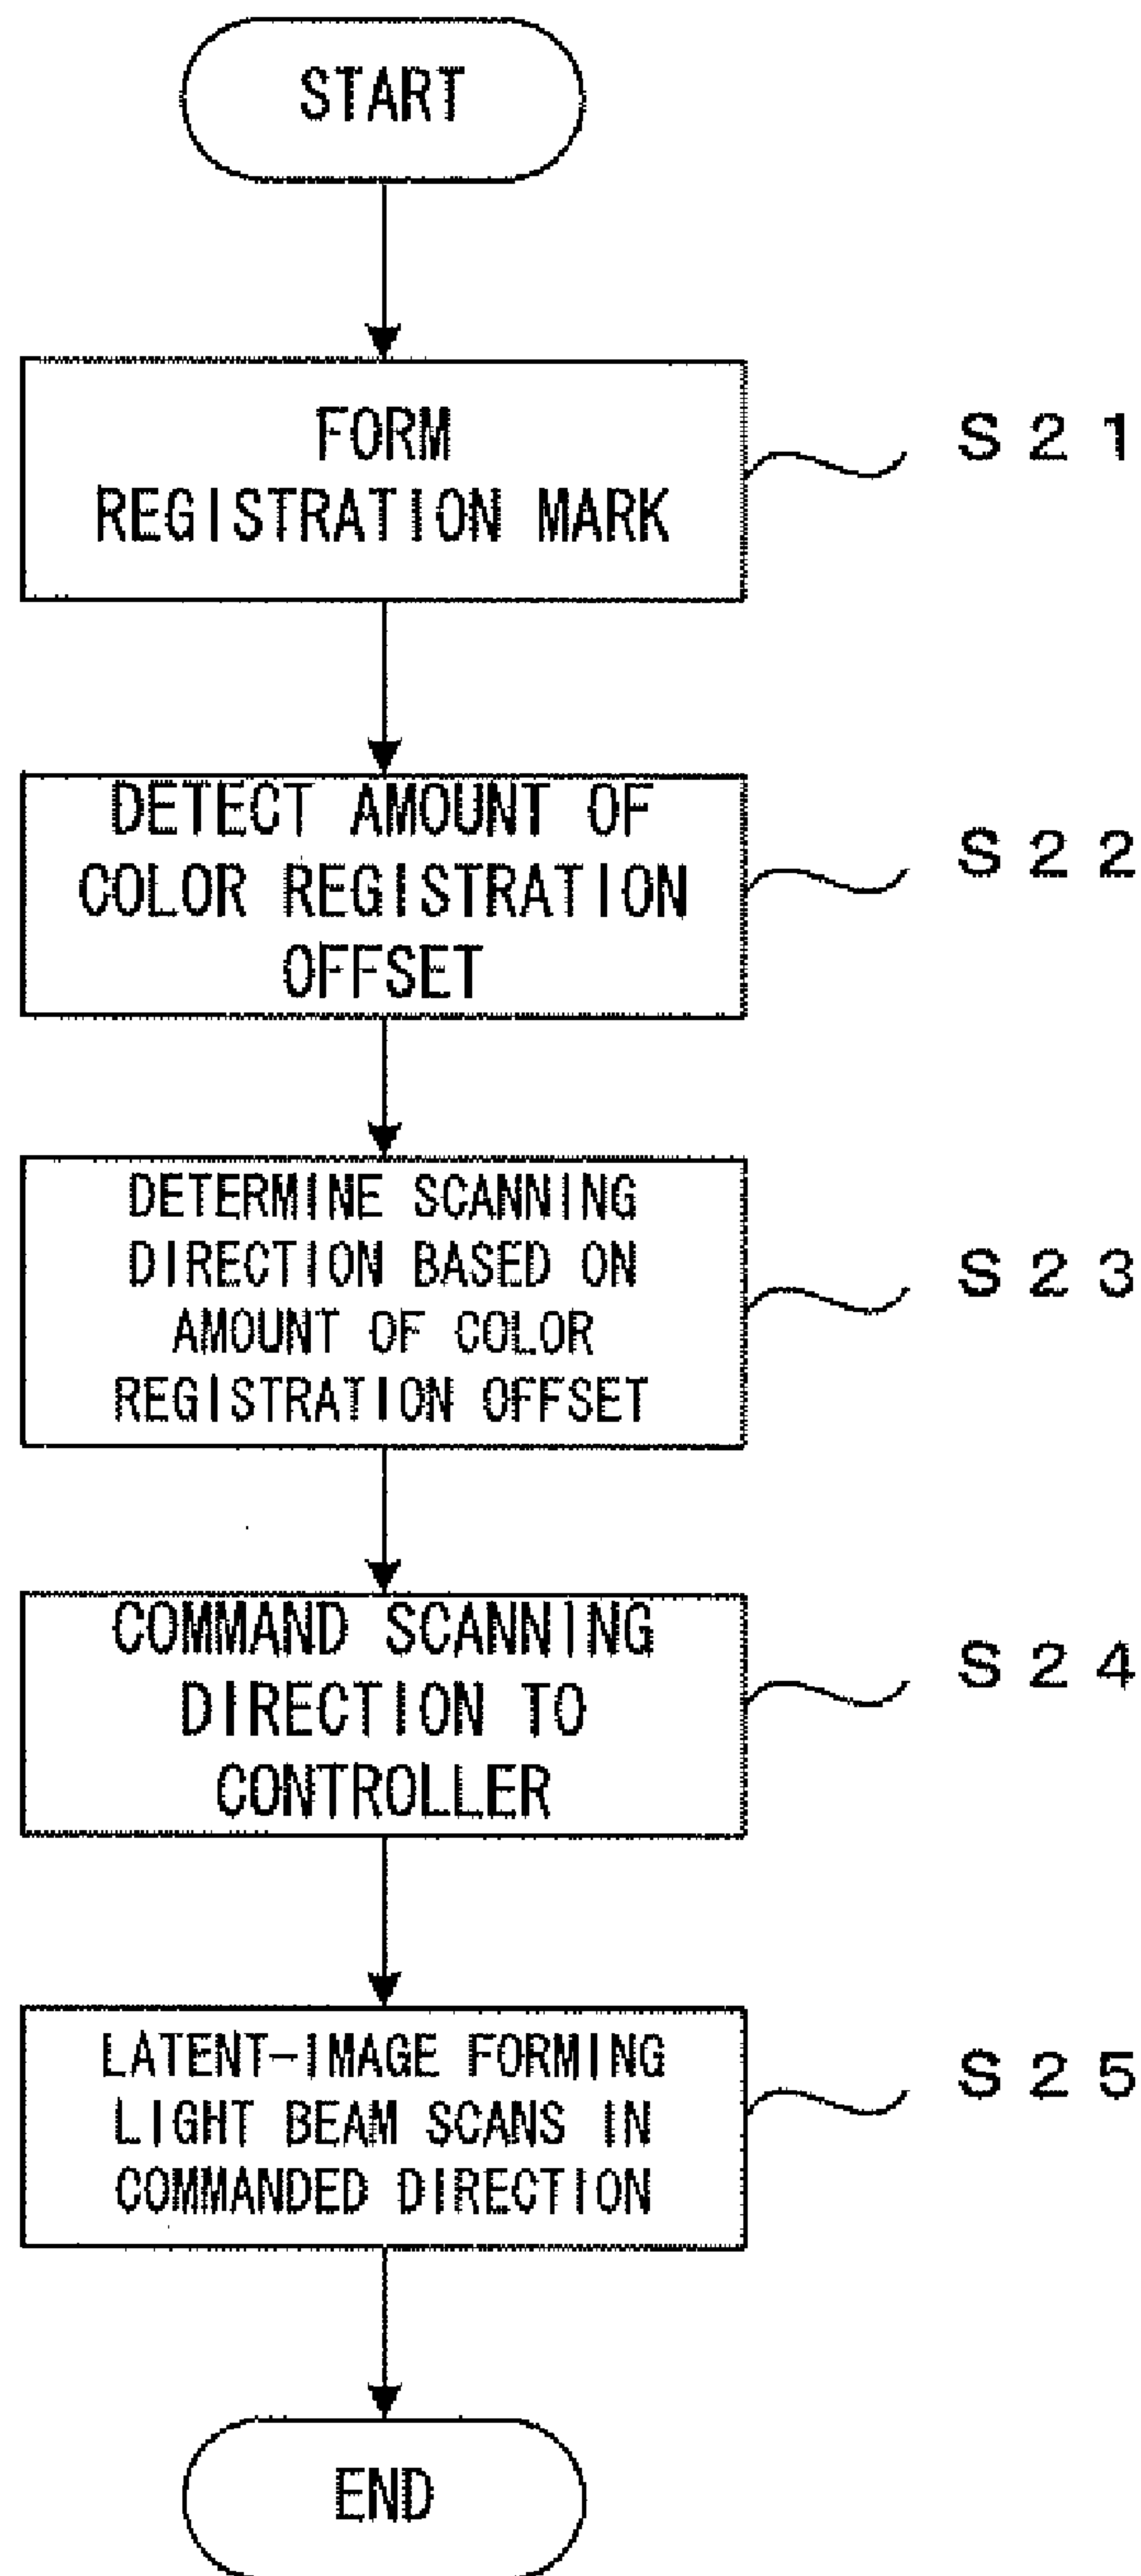 START
FORM
REGISTRATION MARK
S21
DETECT AMOUNT OF
COLOR REGISTRATION
OFFSET
S22
DETERMINE SCANNING
DIRECTION BASED ON
AMOUNT OF COLOR
REGISTRATION OFFSET
S23
COMMAND SCANNING
DIRECTION TO
CONTROLLER
S24
LATENT-IMAGE FORMING
LIGHT BEAM SCANS IN
COMMANDED DIRECTION
S25
END